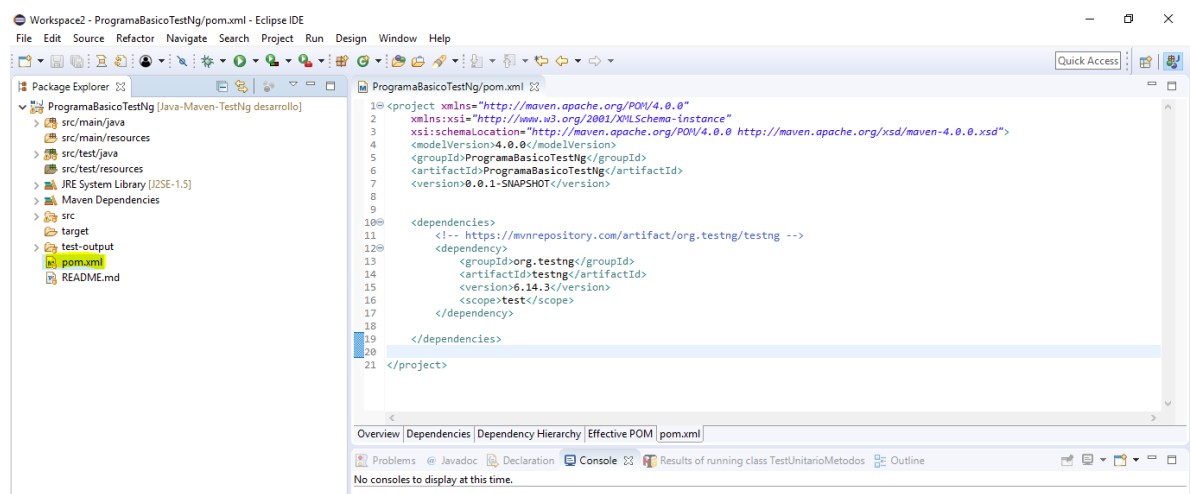 Workspace2 - ProgramaBasicoTestNg/pom.xml - Eclipse IDE
File Edit Source Refactor Navigate Search Project Run Design Window Help
Quick Access
Package Explorer
ProgramaBasicoTestNg [Java-Maven-TestNg desarrollo]
src/main/java
src/main/resources
src/test/java
src/test/resources
JRE System Library [J2SE-1.5]
Maven Dependencies
src
target
test-output
pom.xml
README.md
ProgramaBasicoTestNg/pom.xml
1 <project xmlns="http://maven.apache.org/POM/4.0.0"
2 xmlns:xsi="http://www.w3.org/2001/XMLSchema-instance"
3 xsi:schemaLocation="http://maven.apache.org/POM/4.0.0 http://maven.apache.org/xsd/maven-4.0.0.xsd">
4 <modelVersion>4.0.0</modelVersion>
5 <groupId>ProgramaBasicoTestNg</groupId>
6 <artifactId>ProgramaBasicoTestNg</artifactId>
7 <version>0.0.1-SNAPSHOT</version>
8
9
10 <dependencies>
11 <!-- https://mvnrepository.com/artifact/org.testng/testng -->
12 <dependency>
13 <groupId>org.testng</groupId>
14 <artifactId>testng</artifactId>
15 <version>6.14.3</version>
16 <scope>test</scope>
17 </dependency>
18
19 </dependencies>
20
21 </project>
Overview Dependencies Dependency Hierarchy Effective POM pom.xml
Problems @ Javadoc Declaration Console Results of running class TestUnitarioMetodos Outline
No consoles to display at this time.